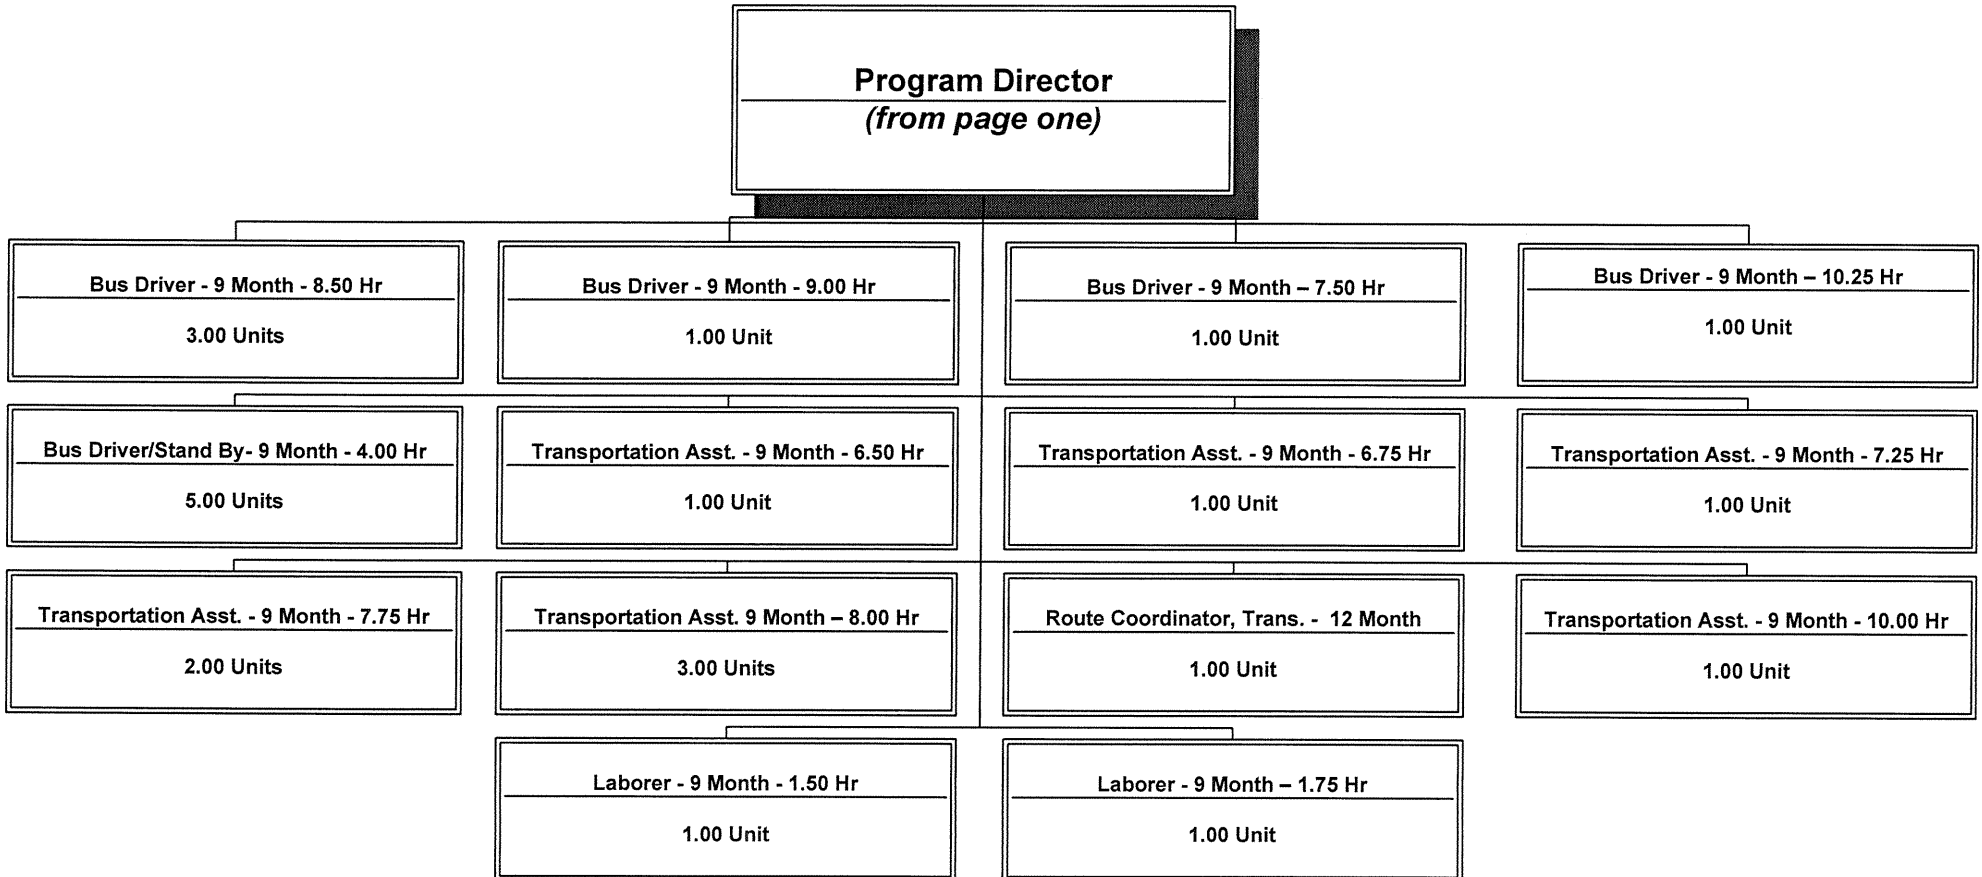 Program Director
(from page one)
Bus Driver - 9 Month - 8.50 Hr
3.00 Units
Bus Driver - 9 Month - 9.00 Hr
1.00 Unit
Bus Driver - 9 Month – 7.50 Hr
1.00 Unit
Bus Driver - 9 Month – 10.25 Hr
1.00 Unit
Bus Driver/Stand By- 9 Month - 4.00 Hr
5.00 Units
Transportation Asst. - 9 Month - 6.50 Hr
1.00 Unit
Transportation Asst. - 9 Month - 6.75 Hr
1.00 Unit
Transportation Asst. - 9 Month - 7.25 Hr
1.00 Unit
Transportation Asst. - 9 Month - 7.75 Hr
2.00 Units
Transportation Asst. 9 Month – 8.00 Hr
3.00 Units
Route Coordinator, Trans. - 12 Month
1.00 Unit
Transportation Asst. - 9 Month - 10.00 Hr
1.00 Unit
Laborer - 9 Month - 1.50 Hr
1.00 Unit
Laborer - 9 Month – 1.75 Hr
1.00 Unit